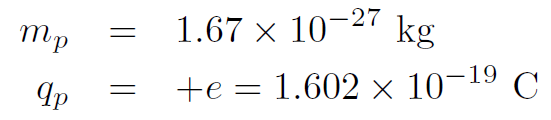 m_p = 1.67 × 10^{−27} kg
q_p = +e = 1.602 × 10^{−19} C